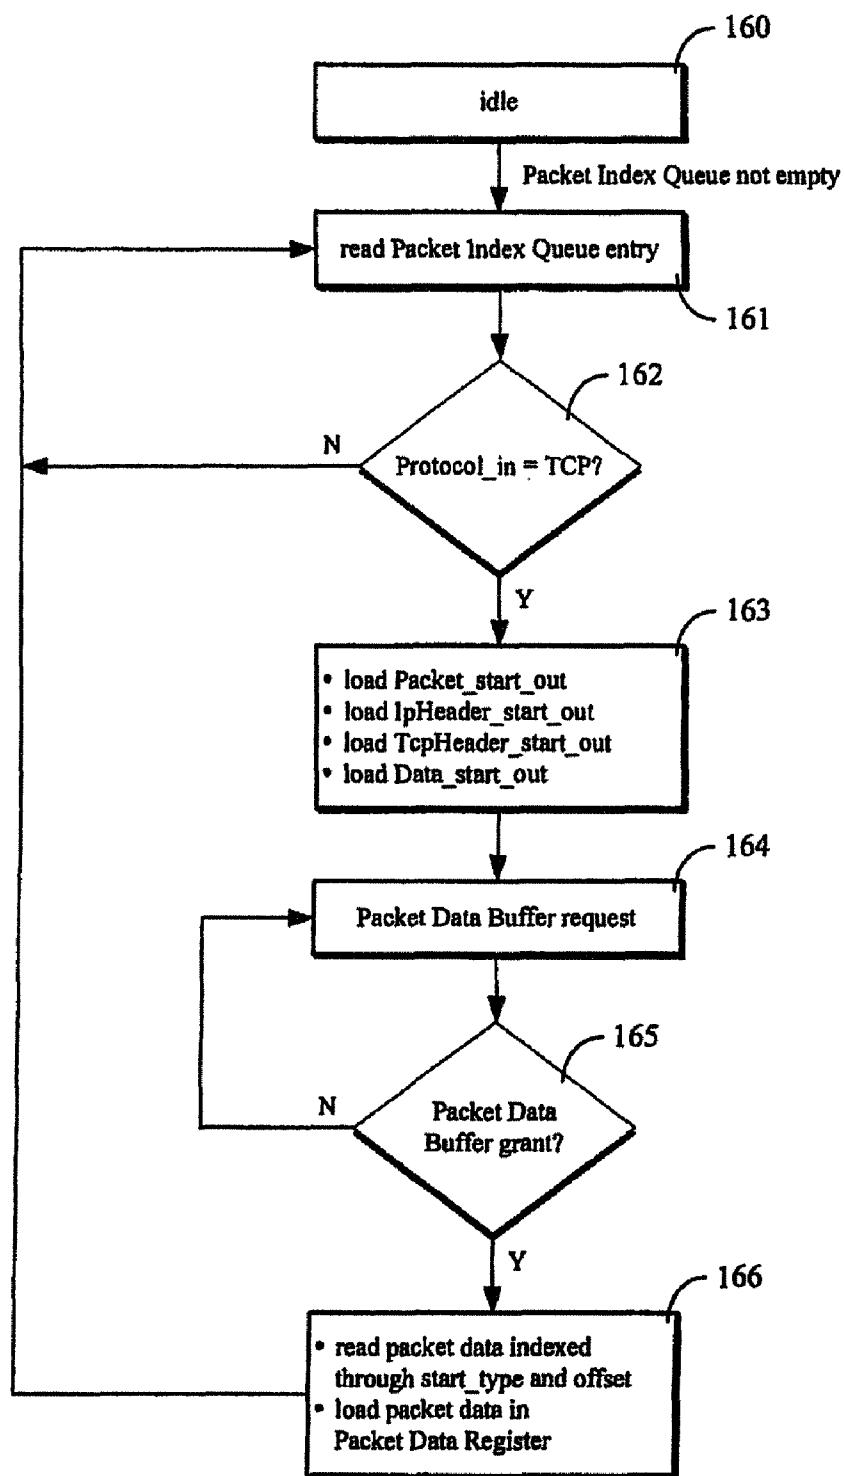 160
idle
Packet Index Queue not empty
read Packet Index Queue entry
161
162
N
Protocol_in = TCP?
Y
163
• load Packet_start_out
• load IpHeader_start_out
• load TcpHeader_start_out
• load Data_start_out
164
Packet Data Buffer request
165
N
Packet Data
Buffer grant?
Y
166
• read packet data indexed
through start_type and offset
• load packet data in
Packet Data Register